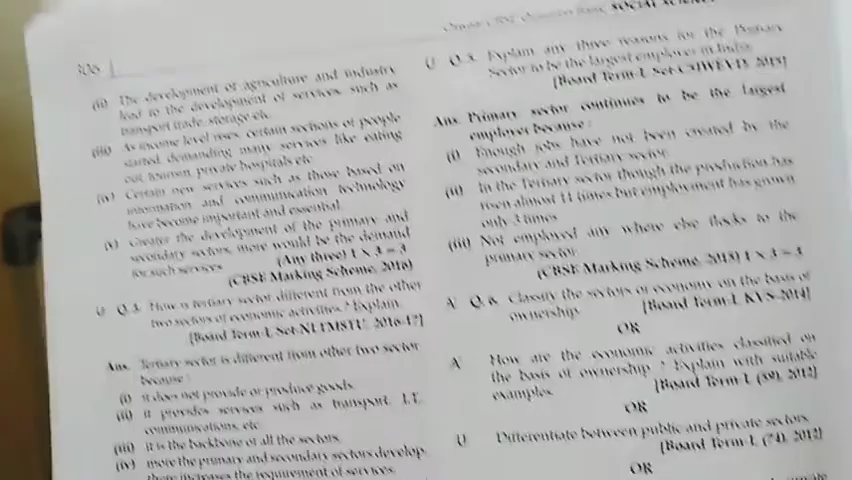 306
(ii) The development of agriculture and industry
lead to the development of services such as
transport trade, storage etc.
(iii) As income level rises, certain sections of people
started demanding many services like eating
out, tourism, private hospitals etc.
(iv) Certain new services such as those based on
information and communication technology
have become important and essential.
(v) Greater the development of the primary and
secondary sectors, more would be the demand
for such services. (Any three) 1 × 3 = 3
(CBSE Marking Scheme, 2016)
U Q. 4. How is tertiary sector different from the other
two sectors of economic activities ? Explain.
[Board Term-I, Set-NLTM5TU, 2016-17]
Ans. Tertiary sector is different from other two sector
because :
(i) it does not provide or produce goods.
(ii) it provides services such as transport, I.T.
communications, etc.
(iii) it is the backbone of all the sectors.
(iv) more the primary and secondary sectors develop,
there increases the requirement of services.
SOCIAL SCIENCE
U Q. 5. Explain any three reasons for the Primary
Sector to be the largest employer in India.
[Board Term-I, 2015]
Ans. Primary sector continues to be the largest
employer because :
(i) Enough jobs have not been created by the
secondary and Tertiary sector.
(ii) In the Tertiary sector though the production has
risen almost 11 times but employment has grown
only 3 times.
(iii) Not employed any where else flocks to the
primary sector.
(CBSE Marking Scheme, 2015) 1 × 3 = 3
A Q. 6. Classify the sectors of economy on the basis of
ownership. [Board Term-I, KVS-2014]
OR
A How are the economic activities classified on
the basis of ownership ? Explain with suitable
examples. [Board Term-I, (39), 2012]
OR
U Differentiate between public and private sectors.
[Board Term-I, (74), 2012]
OR